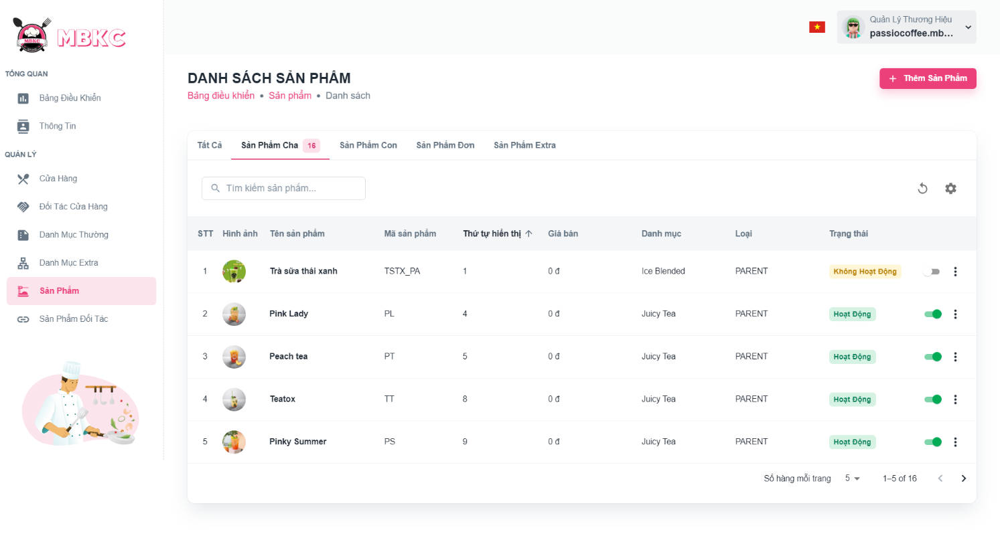 MBKC
MBKC
TỔNG QUAN
Bảng Điều Khiển
Thông Tin
QUẢN LÝ
Cửa Hàng
Đối Tác Cửa Hàng
Danh Mục Thường
Danh Mục Extra
Sản Phẩm
Sản Phẩm Đối Tác
Quản Lý Thương Hiệu
passiocoffee.mb...
DANH SÁCH SẢN PHẨM
Bảng điều khiển • Sản phẩm • Danh sách
Thêm Sản Phẩm
Tất Cả Sản Phẩm Cha 16 Sản Phẩm Con Sản Phẩm Đơn Sản Phẩm Extra
Tìm kiếm sản phẩm...
STT Hình ảnh Tên sản phẩm Mã sản phẩm Thứ tự hiển thị Giá bán Danh mục Loại Trạng thái
1 Trà sữa thái xanh TSTX_PA 1 0 đ Ice Blended PARENT Không Hoạt Động
2 Pink Lady PL 4 0 đ Juicy Tea PARENT Hoạt Động
3 Peach tea PT 5 0 đ Juicy Tea PARENT Hoạt Động
4 Teatox TT 8 0 đ Juicy Tea PARENT Hoạt Động
5 Pinky Summer PS 9 0 đ Juicy Tea PARENT Hoạt Động
Số hàng mỗi trang 5 1–5 of 16